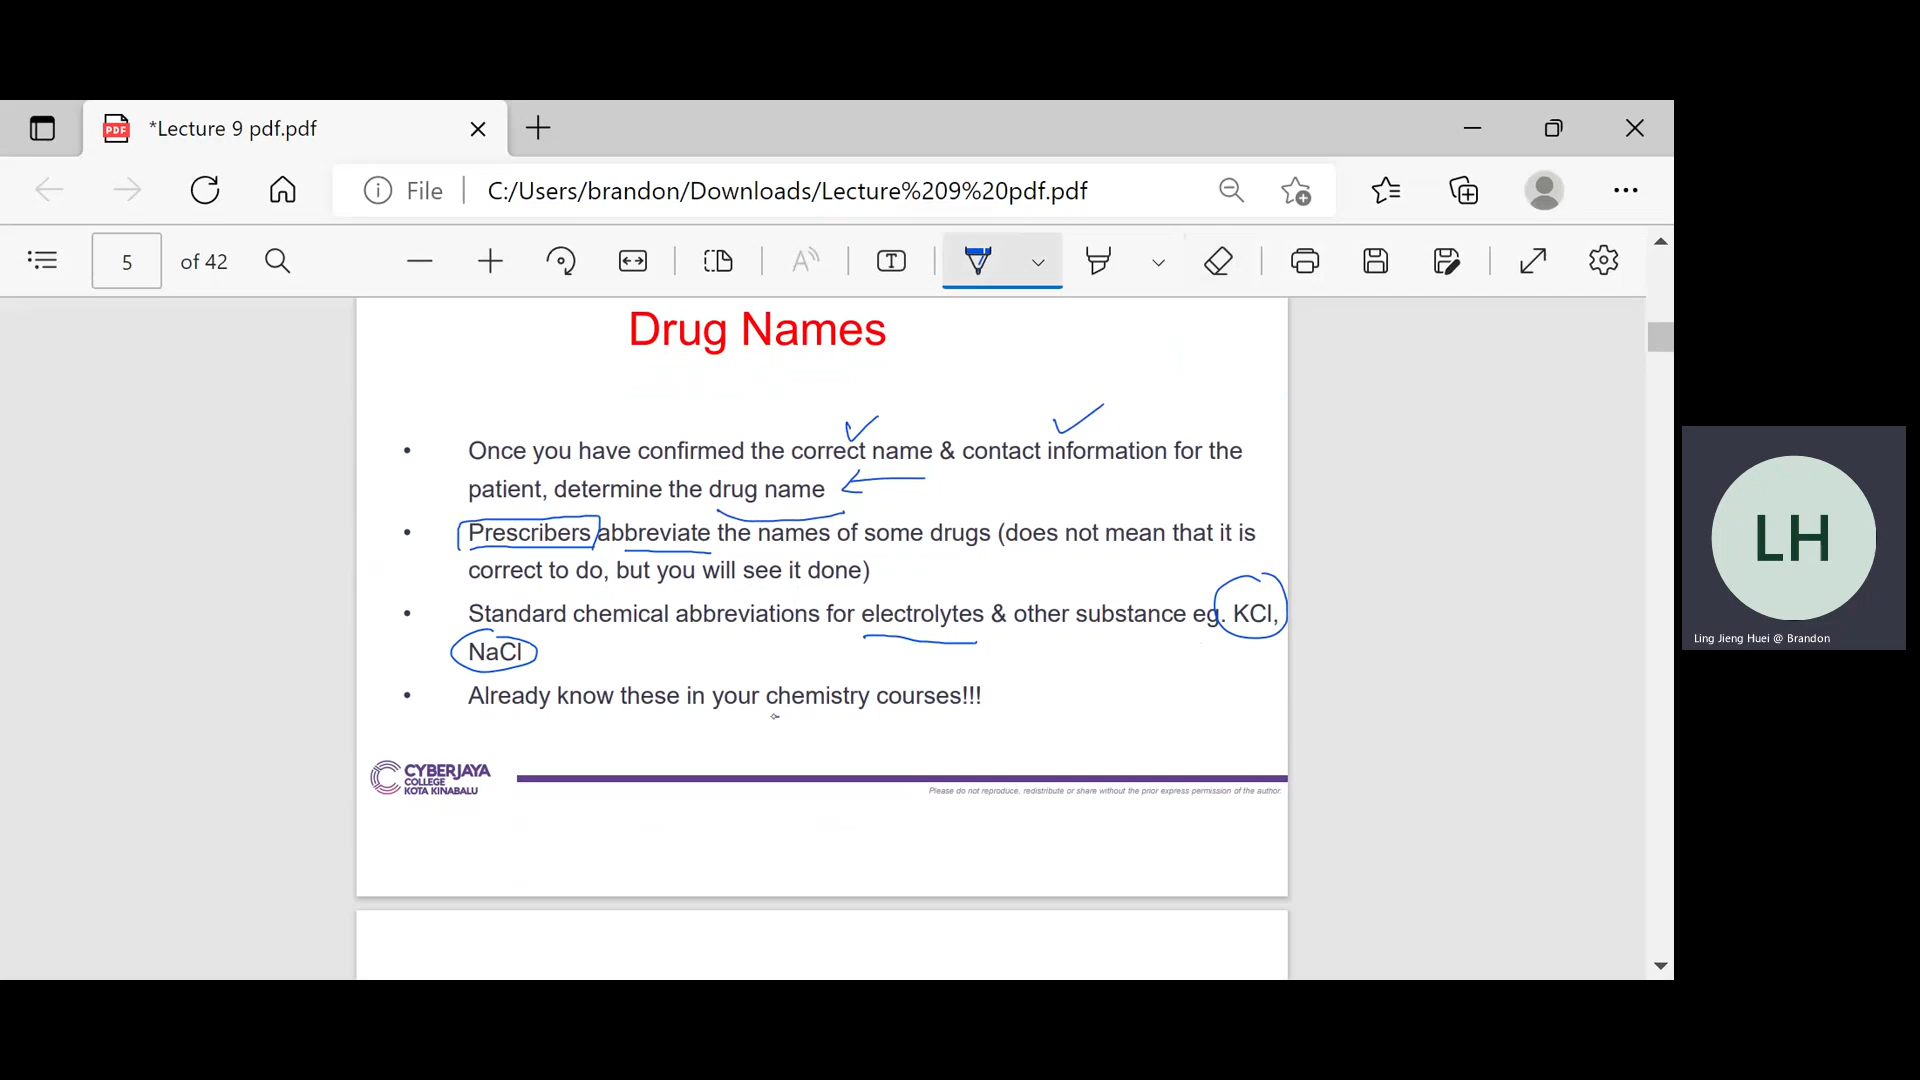 *Lecture 9 pdf.pdf
File
C:/Users/brandon/Downloads/Lecture%209%20pdf.pdf
5 of 42
Drug Names
• Once you have confirmed the correct name & contact information for the
patient, determine the drug name
• Prescribers abbreviate the names of some drugs (does not mean that it is
correct to do, but you will see it done)
• Standard chemical abbreviations for electrolytes & other substance eg. KCl,
NaCl
• Already know these in your chemistry courses!!!
CYBERJAYA
COLLEGE
KOTA KINABALU
Please do not reproduce, redistribute or share without the prior express permission of the author.
LH
Ling Jieng Huei @ Brandon